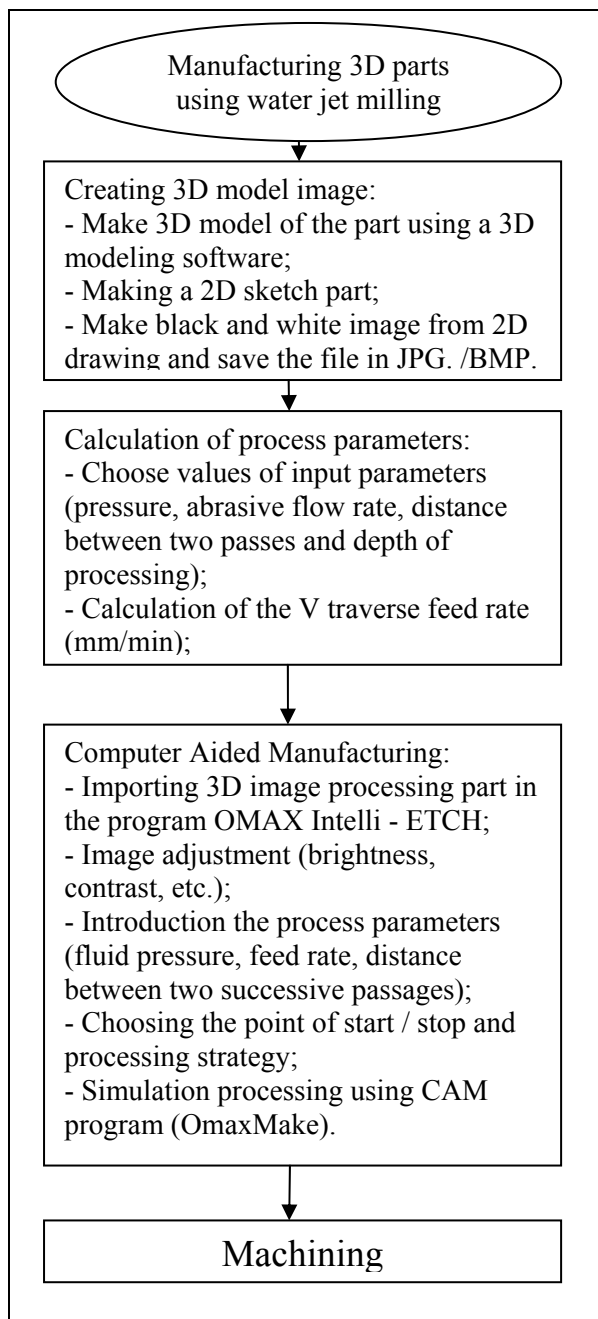 Manufacturing 3D parts
using water jet milling
Creating 3D model image:
- Make 3D model of the part using a 3D
modeling software;
- Making a 2D sketch part;
- Make black and white image from 2D
drawing and save the file in JPG. /BMP.
Calculation of process parameters:
- Choose values of input parameters
(pressure, abrasive flow rate, distance
between two passes and depth of
processing);
- Calculation of the V traverse feed rate
(mm/min);
Computer Aided Manufacturing:
- Importing 3D image processing part in
the program OMAX Intelli - ETCH;
- Image adjustment (brightness,
contrast, etc.);
- Introduction the process parameters
(fluid pressure, feed rate, distance
between two successive passages);
- Choosing the point of start / stop and
processing strategy;
- Simulation processing using CAM
program (OmaxMake).
Machining